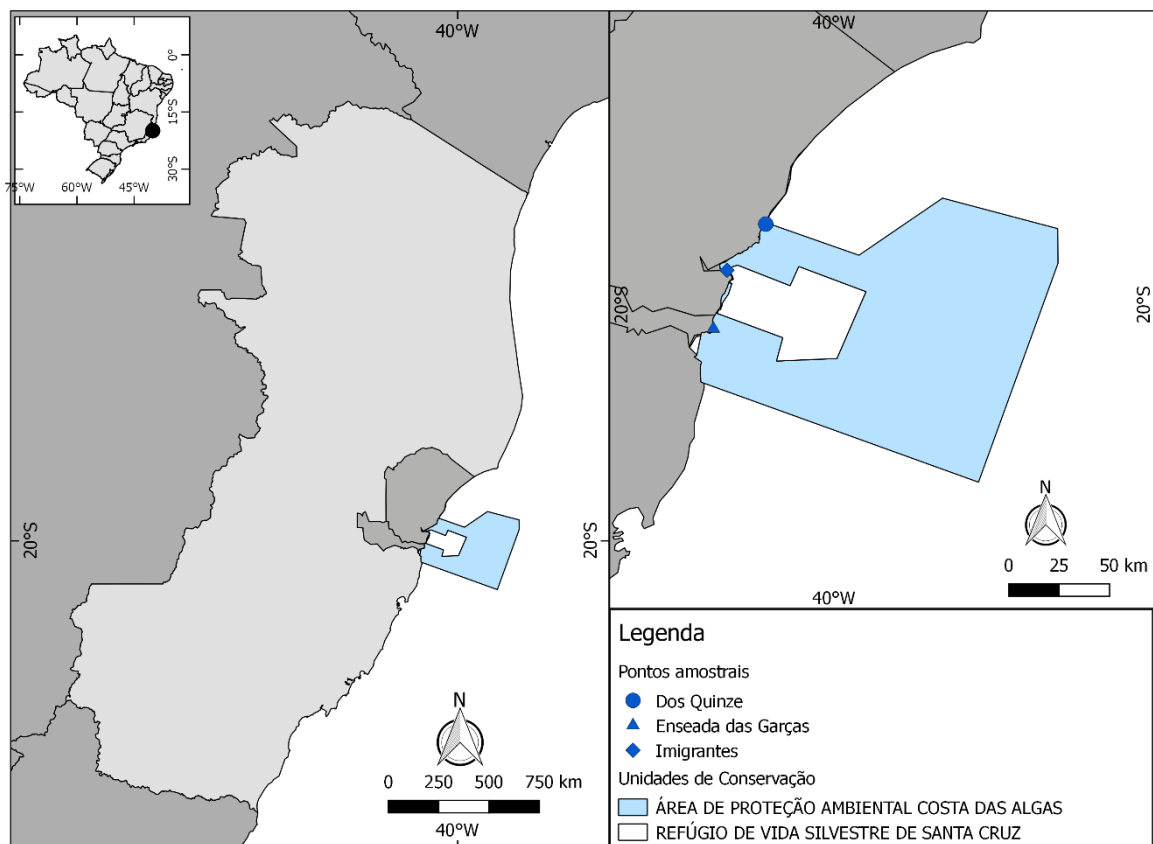 0°
15°S
30°S
75°W 60°W 45°W
40°W
20°S
20°S
N
0 250 500 750 km
40°W
40°W
20°S
20°S
N
0 25 50 km
40°W
Legenda
Pontos amostrais
Dos Quinze
Enseada das Garças
Imigrantes
Unidades de Conservação
ÁREA DE PROTEÇÃO AMBIENTAL COSTA DAS ALGAS
REFÚGIO DE VIDA SILVESTRE DE SANTA CRUZ